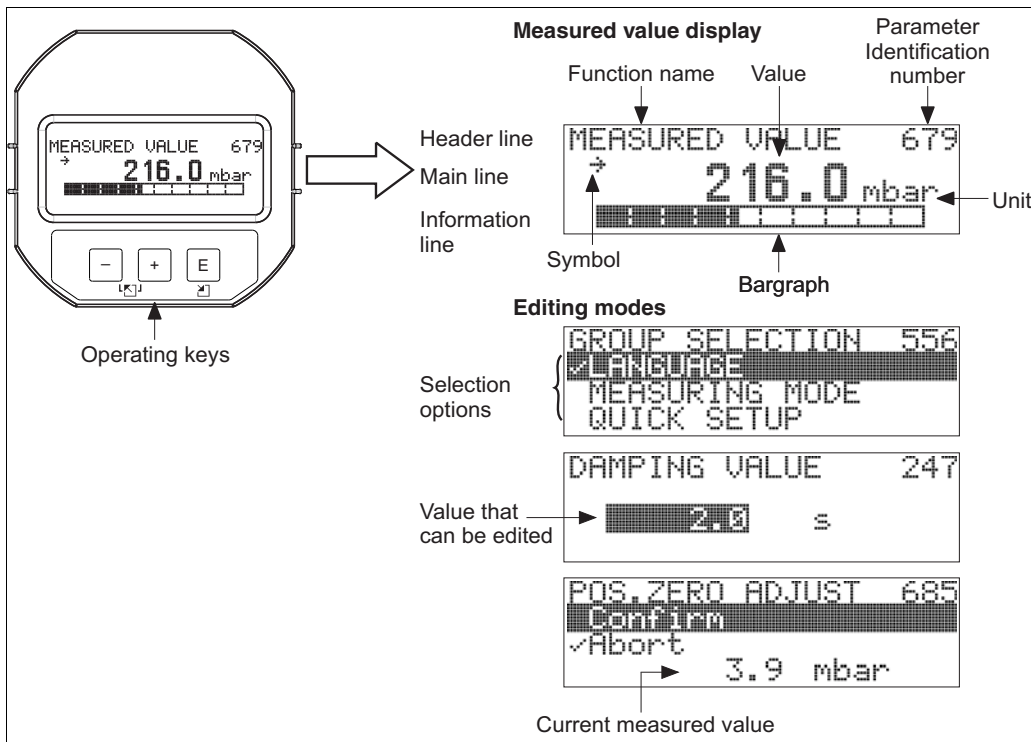 MEASURED VALUE 679
→
216.0 mbar
– + E
Operating keys
Measured value display
Function name
Value
Parameter
Identification
number
Header line
Main line
Information
line
MEASURED VALUE 679
→
216.0 mbar
Unit
Symbol
Bargraph
Editing modes
Selection
options
GROUP SELECTION 556
✓LANGUAGE
MEASURING MODE
QUICK SETUP
DAMPING VALUE 247
Value that
can be edited
2.0 s
POS.ZERO ADJUST 685
Confirm
✓Abort
3.9 mbar
Current measured value